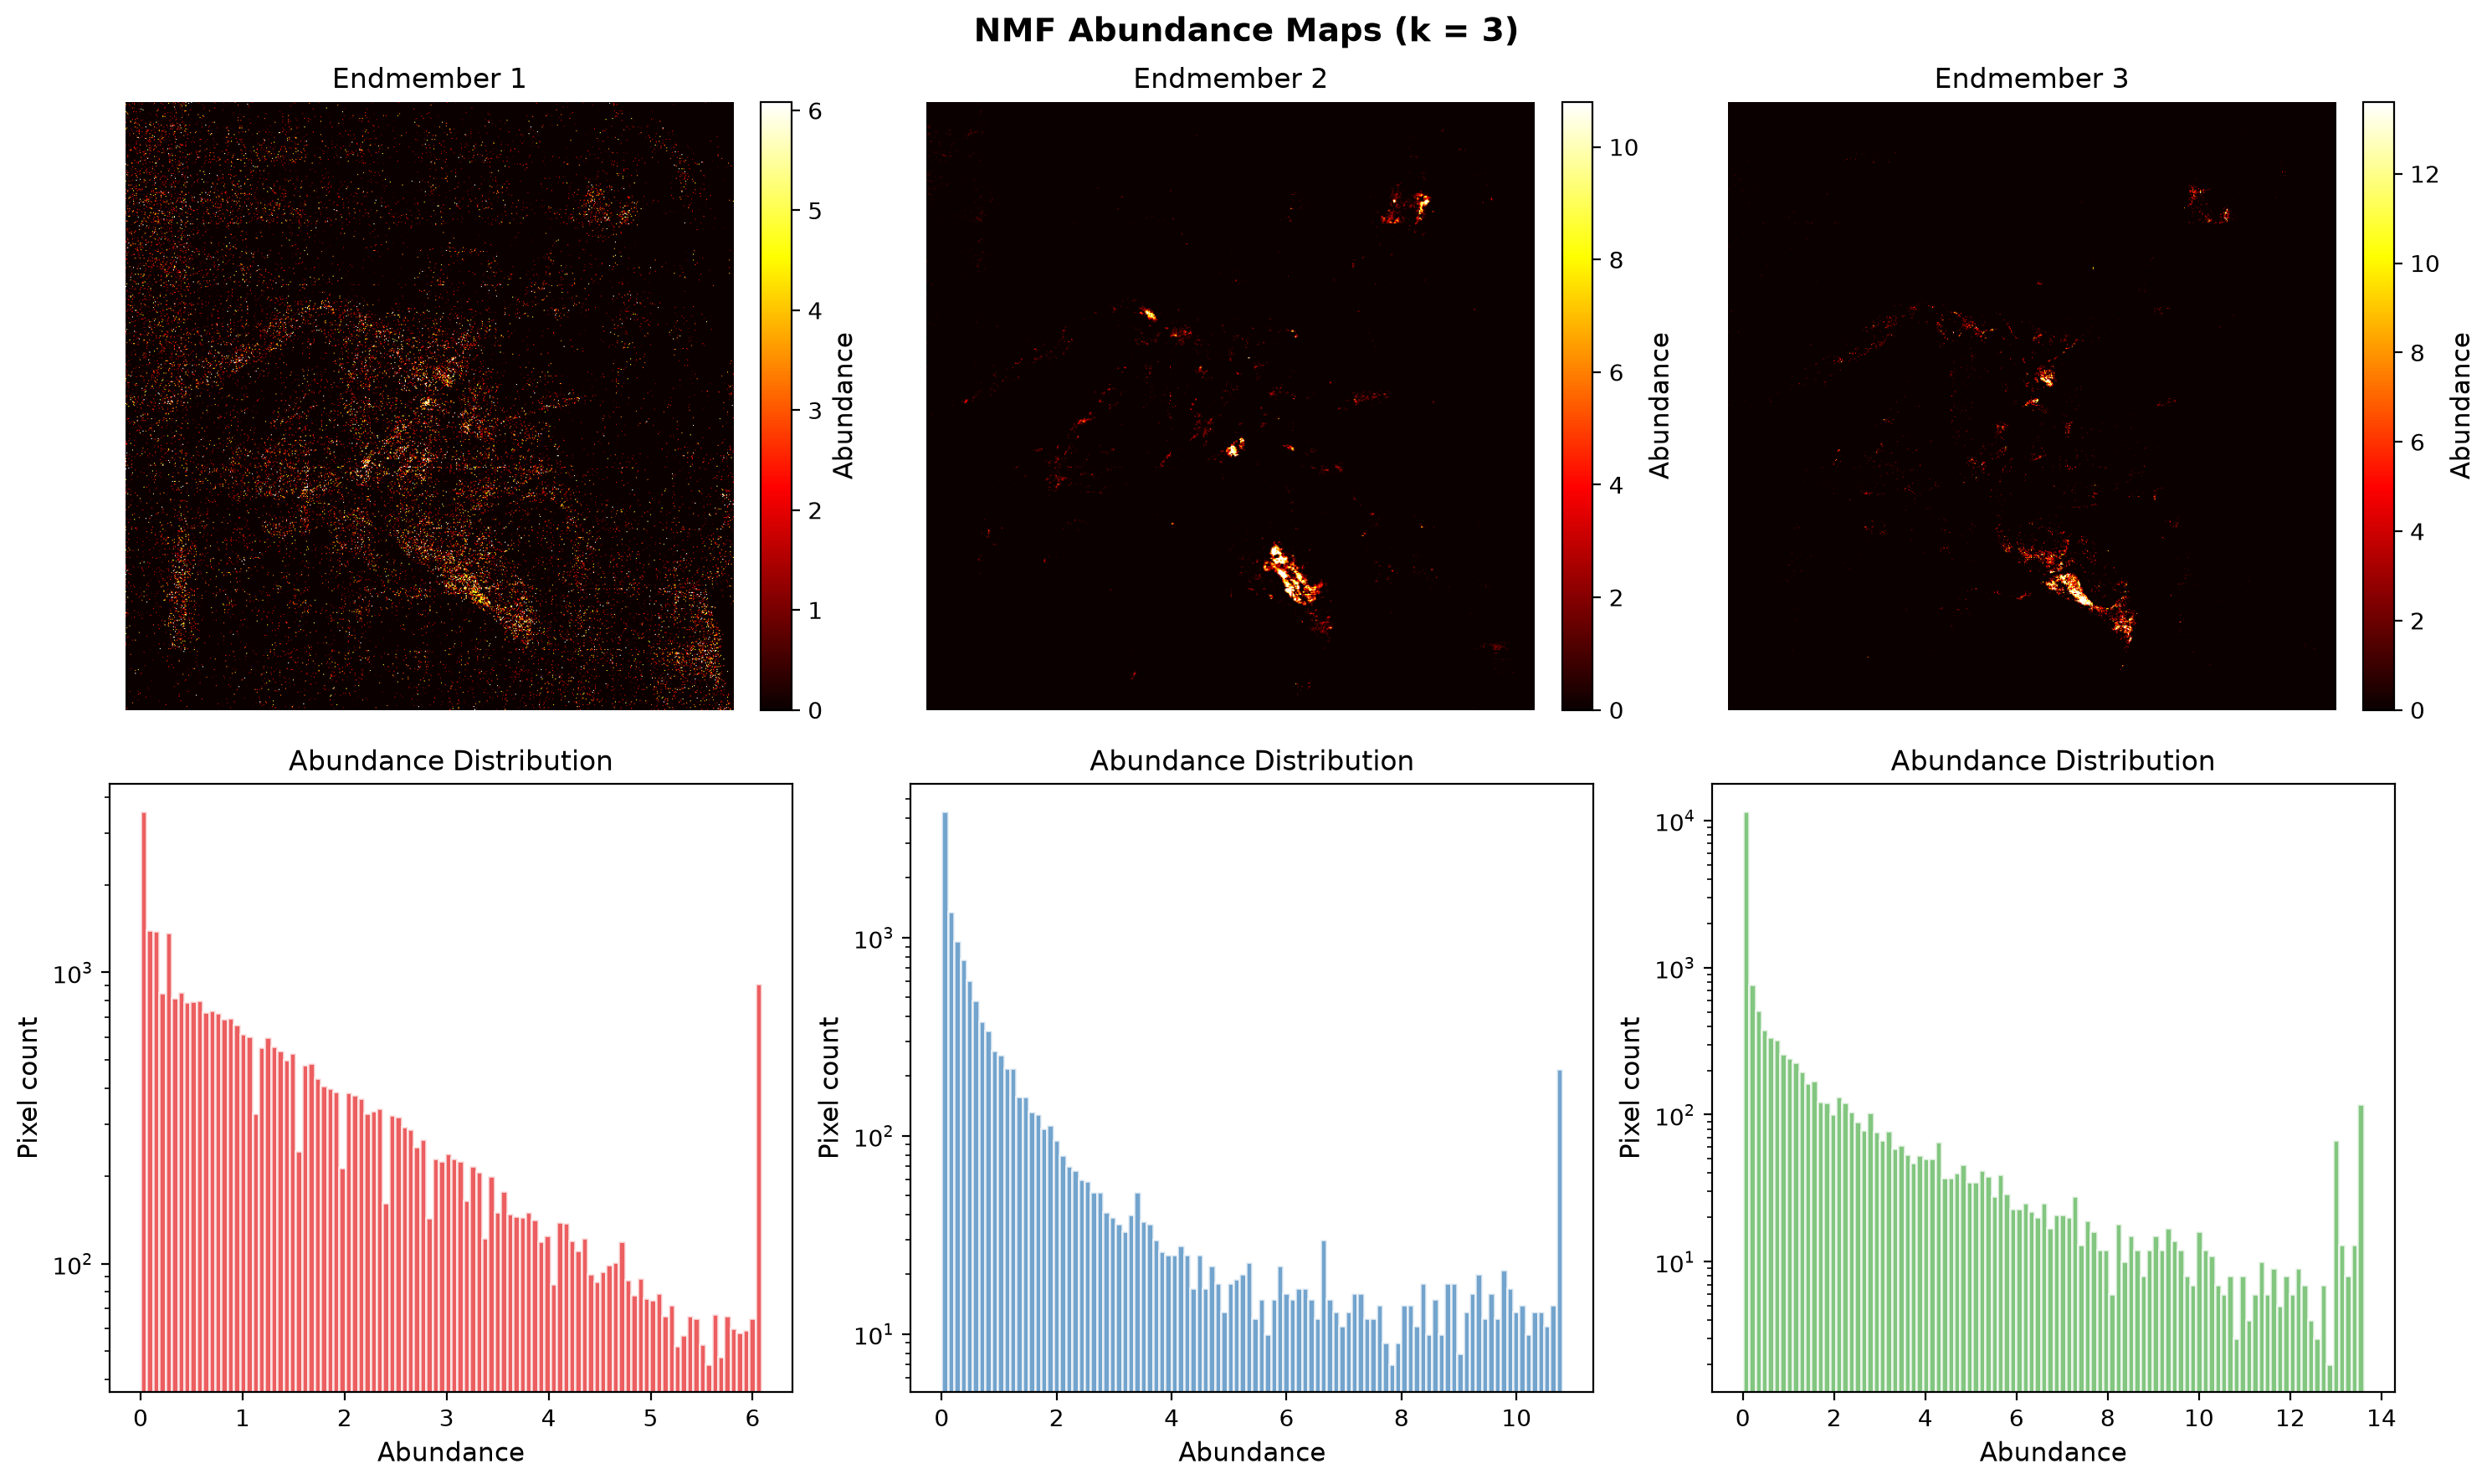 NMF Abundance Maps (k = 3)
Endmember 1
Endmember 2
Endmember 3
6
5
4
3
2
1
0
Abundance
10
8
6
4
2
0
Abundance
12
10
8
6
4
2
0
Abundance
Abundance Distribution
Abundance Distribution
Abundance Distribution
10³
10²
Pixel count
0 1 2 3 4 5 6
Abundance
10³
10²
10¹
Pixel count
0 2 4 6 8 10
Abundance
10⁴
10³
10²
10¹
Pixel count
0 2 4 6 8 10 12 14
Abundance